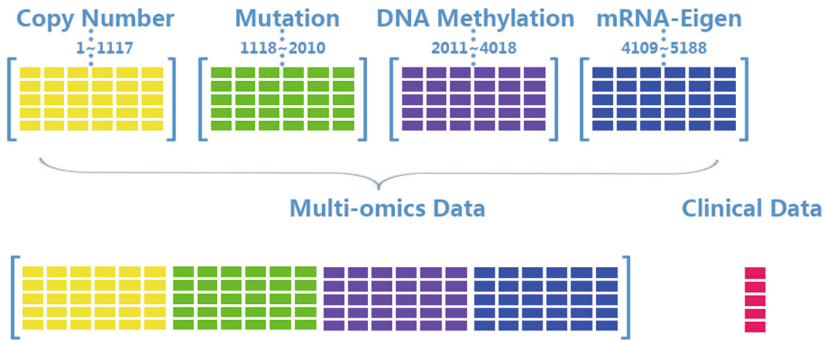 Copy Number Mutation DNA Methylation mRNA-Eigen
1~1117 1118~2010 2011~4018 4109~5188
Multi-omics Data Clinical Data